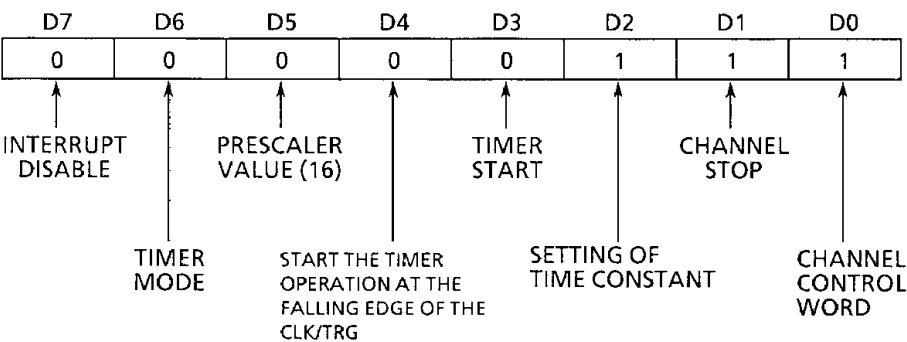 D7 D6 D5 D4 D3 D2 D1 D0
0 0 0 0 0 1 1 1
INTERRUPT
DISABLE
PRESCALER
VALUE (16)
TIMER
START
CHANNEL
STOP
TIMER
MODE
START THE TIMER
OPERATION AT THE
FALLING EDGE OF THE
CLK/TRG
SETTING OF
TIME CONSTANT
CHANNEL
CONTROL
WORD